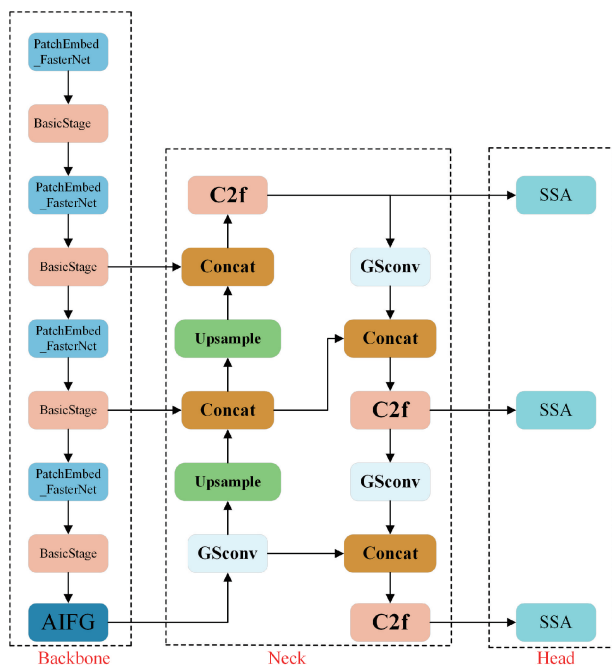 PatchEmbed
_FasterNet
BasicStage
PatchEmbed
_FasterNet
BasicStage
PatchEmbed
_FasterNet
BasicStage
PatchEmbed
_FasterNet
BasicStage
AIFG
Backbone
C2f
Concat
Upsample
Concat
Upsample
GSconv
GSconv
Concat
C2f
GSconv
Concat
C2f
Neck
SSA
SSA
SSA
Head